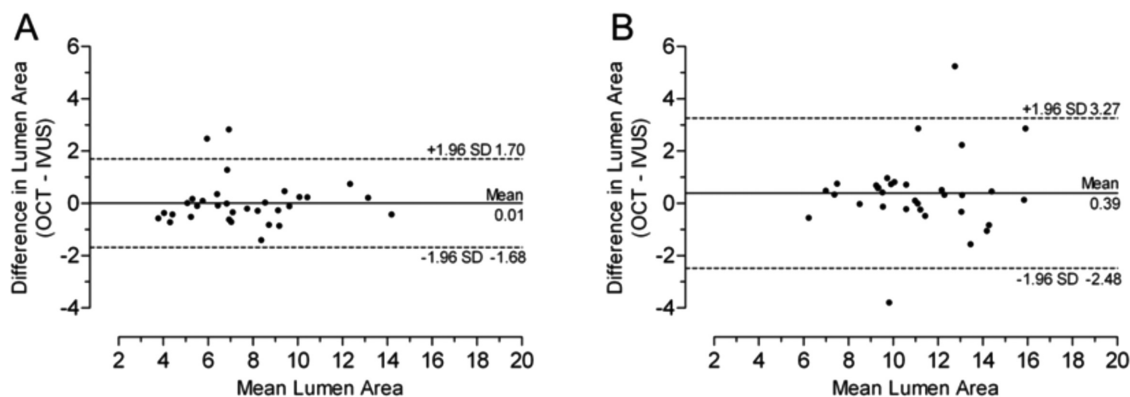 A
Difference in Lumen Area
(OCT - IVUS)
6
4
2
0
-2
-4
+1.96 SD 1.70
Mean
0.01
-1.96 SD -1.68
2 4 6 8 10 12 14 16 18 20
Mean Lumen Area
B
Difference in Lumen Area
(OCT - IVUS)
6
4
2
0
-2
-4
+1.96 SD 3.27
Mean
0.39
-1.96 SD -2.48
2 4 6 8 10 12 14 16 18 20
Mean Lumen Area